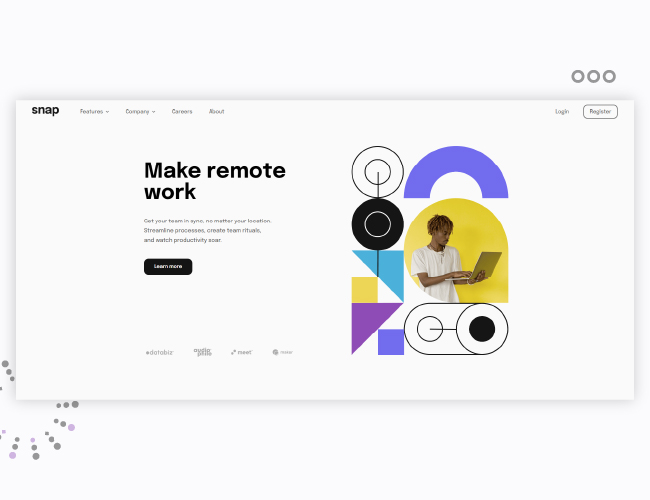 snap
Features
Company
Careers
About
Login
Register
Make remote
work
Get your team in sync, no matter your location.
Streamline processes, create team rituals,
and watch productivity soar.
Learn more
databiz
audiophile
meet
maker